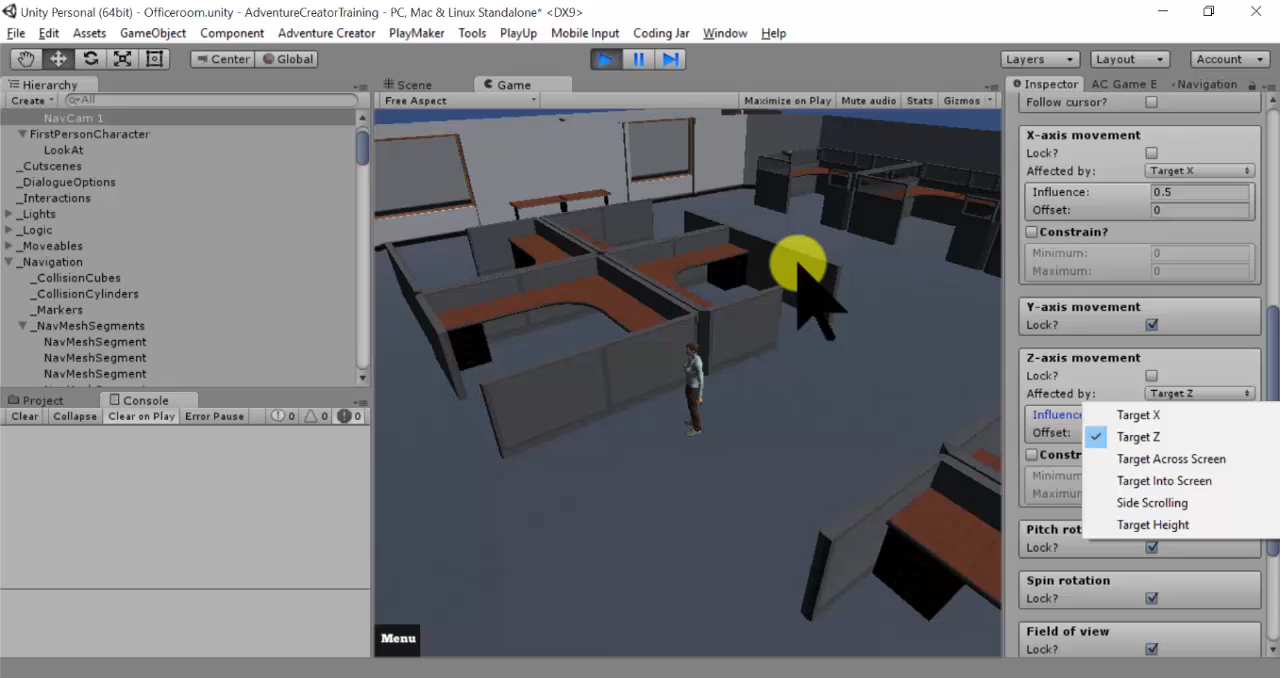 Unity Personal (64bit) - Officeroom.unity - AdventureCreatorTraining - PC, Mac & Linux Standalone* <DX9>
File Edit Assets GameObject Component Adventure Creator PlayMaker Tools PlayUp Mobile Input Coding Jar Window Help
Center Global Layers Layout Account
Hierarchy Scene Game Inspector AC Game E Navigation
Create All Free Aspect Maximize on Play Mute audio Stats Gizmos Follow cursor?
NavCam 1
FirstPersonCharacter
LookAt
_Cutscenes
_DialogueOptions
_Interactions
_Lights
_Logic
_Moveables
_Navigation
_CollisionCubes
_CollisionCylinders
_Markers
_NavMeshSegments
NavMeshSegment
NavMeshSegment
NavMeshSegment
Project Console
Clear Collapse Clear on Play Error Pause 0 0 0
Menu
X-axis movement
Lock?
Affected by: Target X
Influence: 0.5
Offset: 0
Constrain?
Minimum: 0
Maximum: 0
Y-axis movement
Lock?
Z-axis movement
Lock?
Affected by: Target Z
Influence
Offset:
Constr
Minimum
Maximum
Target X
Target Z
Target Across Screen
Target Into Screen
Side Scrolling
Target Height
Pitch rot
Lock?
Spin rotation
Lock?
Field of view
Lock?